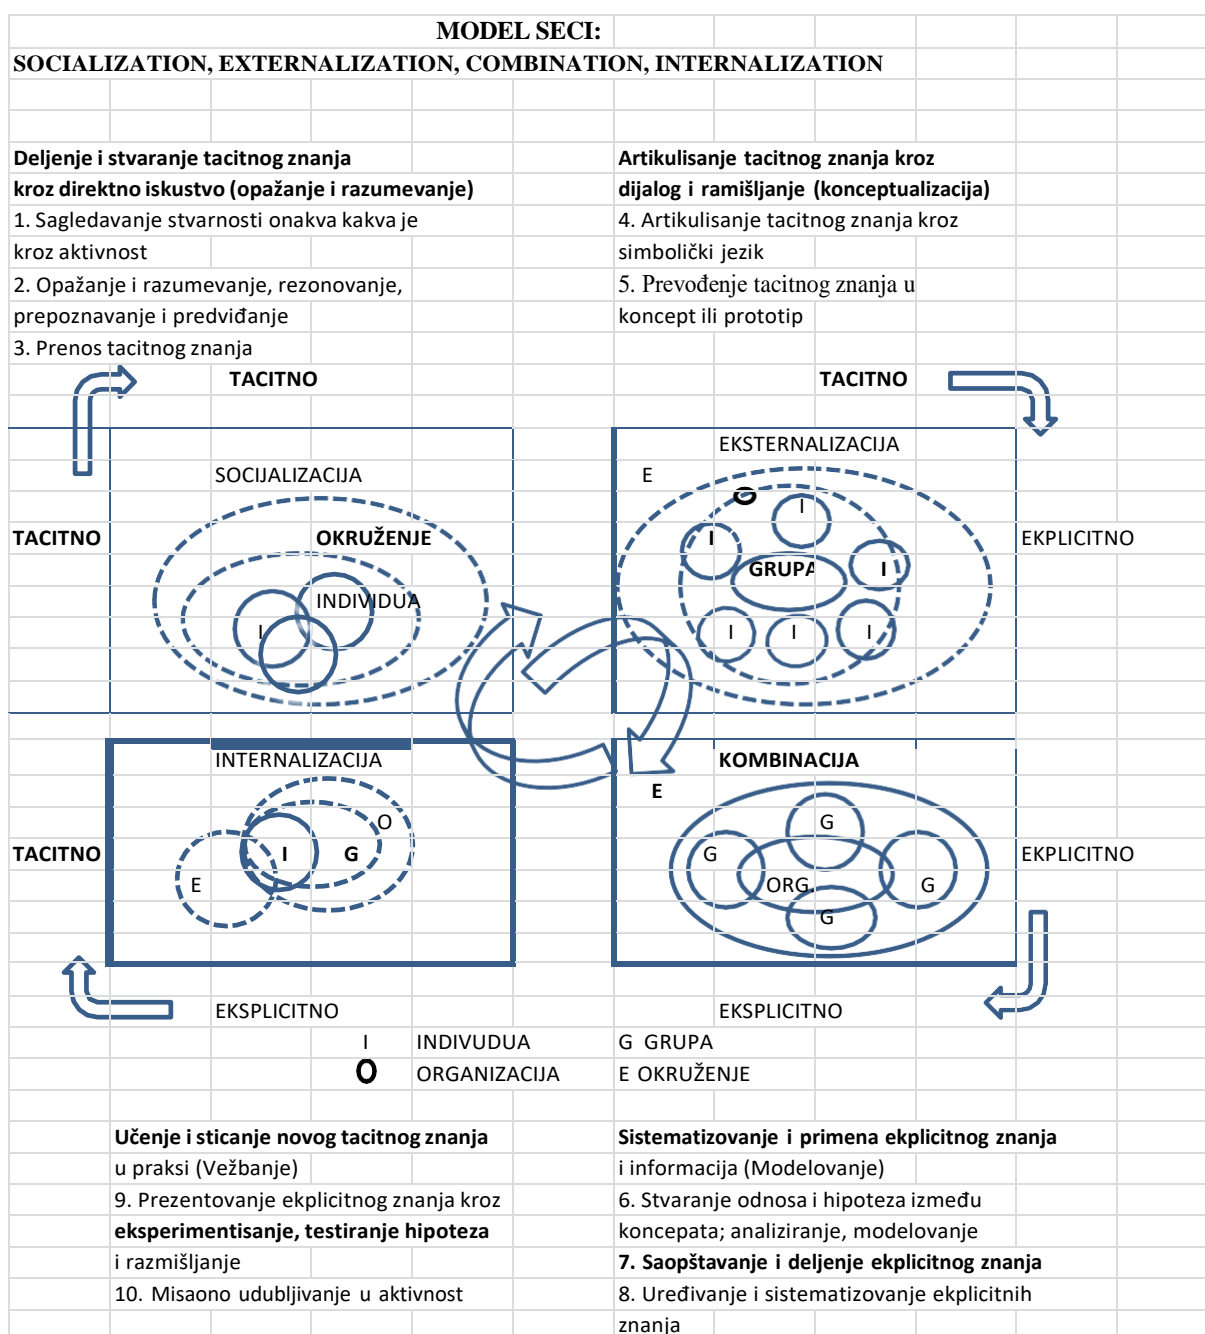 MODEL SECI:
SOCIALIZATION, EXTERNALIZATION, COMBINATION, INTERNALIZATION
Deljenje i stvaranje tacitnog znanja
kroz direktno iskustvo (opažanje i razumevanje)
1. Sagledavanje stvarnosti onakva kakva je
kroz aktivnost
2. Opažanje i razumevanje, rezonovanje,
prepoznavanje i predviđanje
3. Prenos tacitnog znanja
Artikulisanje tacitnog znanja kroz
dijalog i ramišljanje (konceptualizacija)
4. Artikulisanje tacitnog znanja kroz
simbolički jezik
5. Prevođenje tacitnog znanja u
koncept ili prototip
TACITNO
TACITNO
SOCIJALIZACIJA
TACITNO
OKRUŽENJE
INDIVIDUA
I
EKSTERNALIZACIJA
E
O
I
I
EKPLICITNO
GRUPA
I
I
I
I
INTERNALIZACIJA
O
TACITNO
I
G
E
KOMBINACIJA
E
G
G
EKPLICITNO
ORG
G
G
EKSPLICITNO
EKSPLICITNO
I INDIVUDUA
G GRUPA
O ORGANIZACIJA
E OKRUŽENJE
Učenje i sticanje novog tacitnog znanja
u praksi (Vežbanje)
9. Prezentovanje ekplicitnog znanja kroz
eksperimentisanje, testiranje hipoteza
i razmišljanje
10. Misaono udubljivanje u aktivnost
Sistematizovanje i primena ekplicitnog znanja
i informacija (Modelovanje)
6. Stvaranje odnosa i hipoteza između
koncepata; analiziranje, modelovanje
7. Saopštavanje i deljenje ekplicitnog znanja
8. Uređivanje i sistematizovanje ekplicitnih
znanja